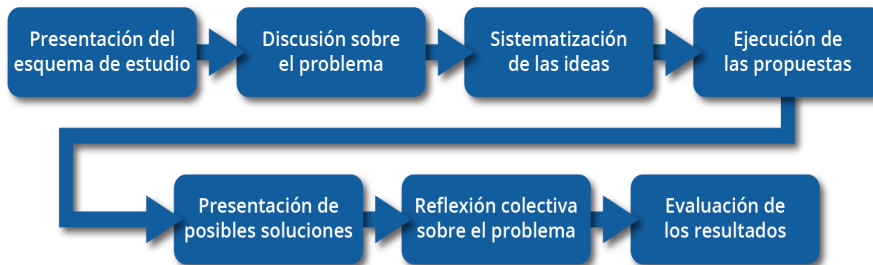 Presentación del
esquema de estudio
Discusión sobre
el problema
Sistematización
de las ideas
Ejecución de
las propuestas
Presentación de
posibles soluciones
Reflexión colectiva
sobre el problema
Evaluación de
los resultados